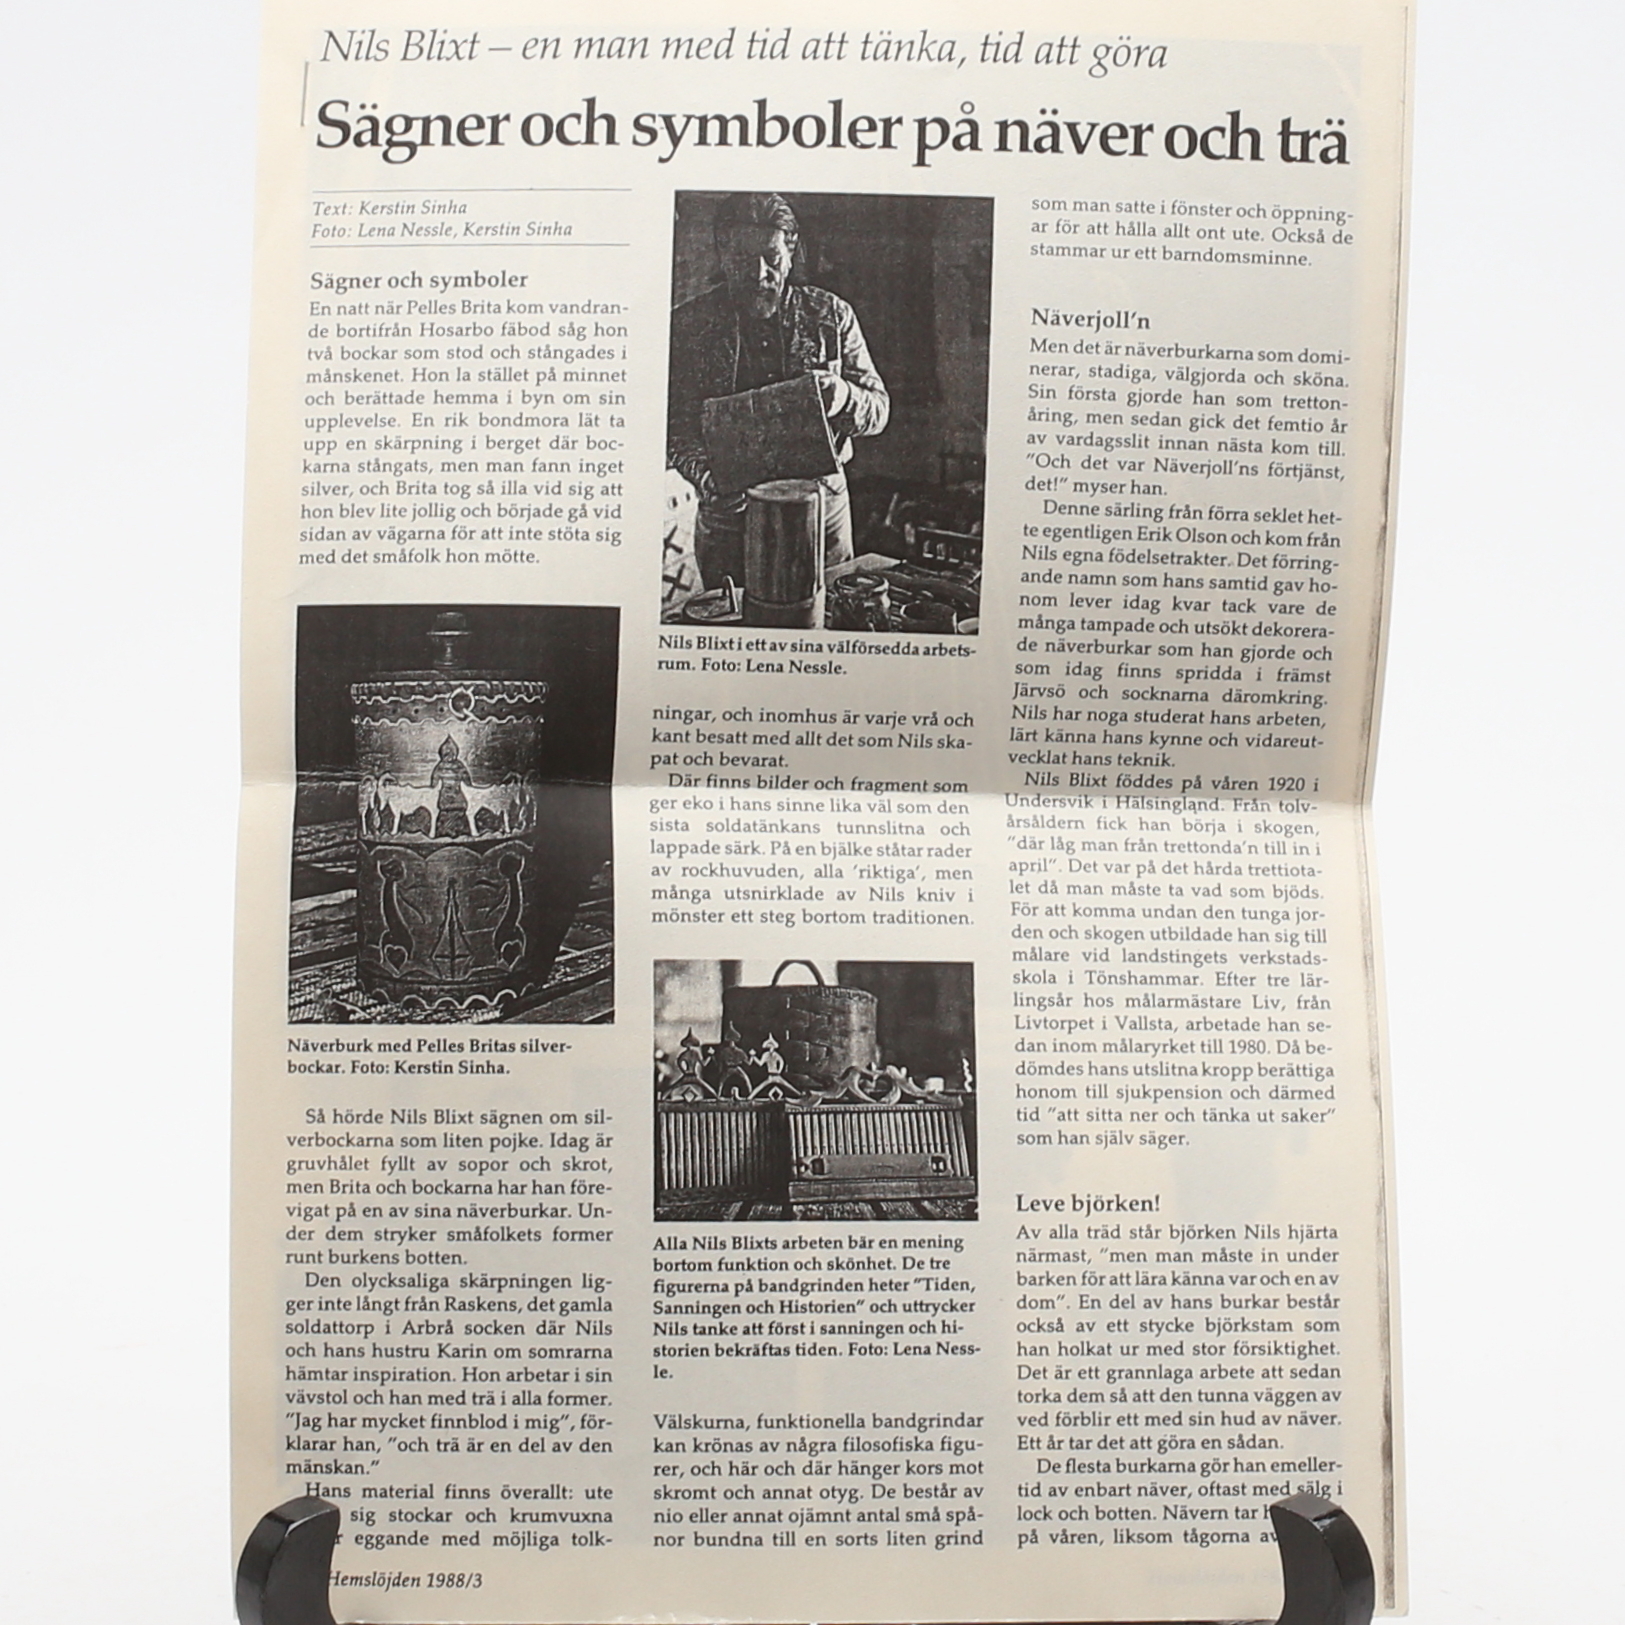 Nils Blixt – en man med tid att tänka, tid att göra
Sägner och symboler på näver och trä
Text: Kerstin Sinha
Foto: Lena Nessle, Kerstin Sinha
Sägner och symboler
En natt när Pelles Brita kom vandran-
de bortifrån Hosarbo fäbod såg hon
två bockar som stod och stångades i
månskenet. Hon la stället på minnet
och berättade hemma i byn om sin
upplevelse. En rik bondmora lät ta
upp en skärpning i berget där boc-
karna stångats, men man fann inget
silver, och Brita tog så illa vid sig att
hon blev lite jollig och började gå vid
sidan av vägarna för att inte stöta sig
med det småfolk hon mötte.
Näverburk med Pelles Britas silver-
bockar. Foto: Kerstin Sinha.
Så hörde Nils Blixt sägnen om sil-
verbockarna som liten pojke. Idag är
gruvhålet fyllt av sopor och skrot,
men Brita och bockarna har han före-
vigat på en av sina näverburkar. Un-
der dem stryker småfolkets former
runt burkens botten.
Den olycksaliga skärpningen lig-
ger inte långt från Raskens, det gamla
soldattorp i Arbrå socken där Nils
och hans hustru Karin om somrarna
hämtar inspiration. Hon arbetar i sin
vävstol och han med trä i alla former.
"Jag har mycket finnblod i mig", för-
klarar han, "och trä är en del av den
mänskan."
Hans material finns överallt: ute
sig stockar och krumvuxna
eggande med möjliga tolk-
Hemslöjden 1988/3
Nils Blixt i ett av sina välförsedda arbets-
rum. Foto: Lena Nessle.
ningar, och inomhus är varje vrå och
kant besatt med allt det som Nils ska-
pat och bevarat.
Där finns bilder och fragment som
ger eko i hans sinne lika väl som den
sista soldatänkans tunnslitna och
lappade särk. På en bjälke ståtar rader
av rockhuvuden, alla 'riktiga', men
många utsnirklade av Nils kniv i
mönster ett steg bortom traditionen.
Alla Nils Blixts arbeten bär en mening
bortom funktion och skönhet. De tre
figurerna på bandgrinden heter "Tiden,
Sanningen och Historien" och uttrycker
Nils tanke att först i sanningen och hi-
storien bekräftas tiden. Foto: Lena Ness-
le.
Välskurna, funktionella bandgrindar
kan krönas av några filosofiska figu-
rer, och här och där hänger kors mot
skromt och annat otyg. De består av
nio eller annat ojämnt antal små spå-
nor bundna till en sorts liten grind
som man satte i fönster och öppning-
ar för att hålla allt ont ute. Också de
stammar ur ett barndomsminne.
Näverjoll'n
Men det är näverburkarna som domi-
nerar, stadiga, välgjorda och sköna.
Sin första gjorde han som tretton-
åring, men sedan gick det femtio år
av vardagsslit innan nästa kom till.
"Och det var Näverjoll'ns förtjänst,
det!" myser han.
Denne särling från förra seklet het-
te egentligen Erik Olson och kom från
Nils egna födelsetrakter. Det förring-
ande namn som hans samtid gav ho-
nom lever idag kvar tack vare de
många tampade och utsökt dekorera-
de näverburkar som han gjorde och
som idag finns spridda i främst
Järvsö och socknarna däromkring.
Nils har noga studerat hans arbeten,
lärt känna hans kynne och vidareut-
vecklat hans teknik.
Nils Blixt föddes på våren 1920 i
Undersvik i Hälsingland. Från tolv-
årsåldern fick han börja i skogen,
"där låg man från trettonda'n till in i
april". Det var på det hårda trettiota-
let då man måste ta vad som bjöds.
För att komma undan den tunga jor-
den och skogen utbildade han sig till
målare vid landstingets verkstads-
skola i Tönshammar. Efter tre lär-
lingsår hos målarmästare Liv, från
Livtorpet i Vallsta, arbetade han se-
dan inom målaryrket till 1980. Då be-
dömdes hans utslitna kropp berättiga
honom till sjukpension och därmed
tid "att sitta ner och tänka ut saker"
som han själv säger.
Leve björken!
Av alla träd står björken Nils hjärta
närmast, "men man måste in under
barken för att lära känna var och en av
dom". En del av hans burkar består
också av ett stycke björkstam som
han holkat ur med stor försiktighet.
Det är ett grannlaga arbete att sedan
torka dem så att den tunna väggen av
ved förblir ett med sin hud av näver.
Ett år tar det att göra en sådan.
De flesta burkarna gör han emeller-
tid av enbart näver, oftast med sälg i
lock och botten. Nävern tar
på våren, liksom tågorna av